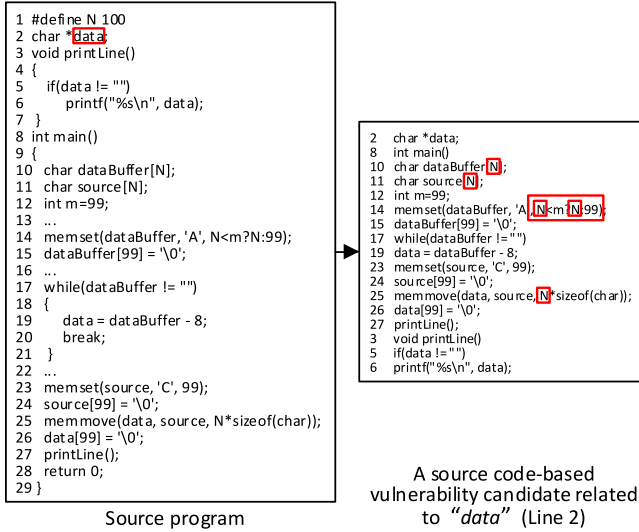 1 #define N 100
2 char *data;
3 void printLine()
4 {
5 if(data != "")
6 printf("%s\n", data);
7 }
8 int main()
9 {
10 char dataBuffer[N];
11 char source[N];
12 int m=99;
13 ...
14 memset(dataBuffer, 'A', N<m?N:99);
15 dataBuffer[99] = '\0';
16 ...
17 while(dataBuffer != "")
18 {
19 data = dataBuffer - 8;
20 break;
21 }
22 ...
23 memset(source, 'C', 99);
24 source[99] = '\0';
25 memmove(data, source, N*sizeof(char));
26 data[99] = '\0';
27 printLine();
28 return 0;
29 }
Source program
2 char *data;
8 int main()
10 char dataBuffer[N];
11 char source[N];
12 int m=99;
14 memset(dataBuffer, 'A', N<m?N:99);
15 dataBuffer[99] = '\0';
17 while(dataBuffer != "")
19 data = dataBuffer - 8;
23 memset(source, 'C', 99);
24 source[99] = '\0';
25 memmove(data, source, N*sizeof(char));
26 data[99] = '\0';
27 printLine();
3 void printLine()
5 if(data != "")
6 printf("%s\n", data);
A source code-based
vulnerability candidate related
to “data” (Line 2)